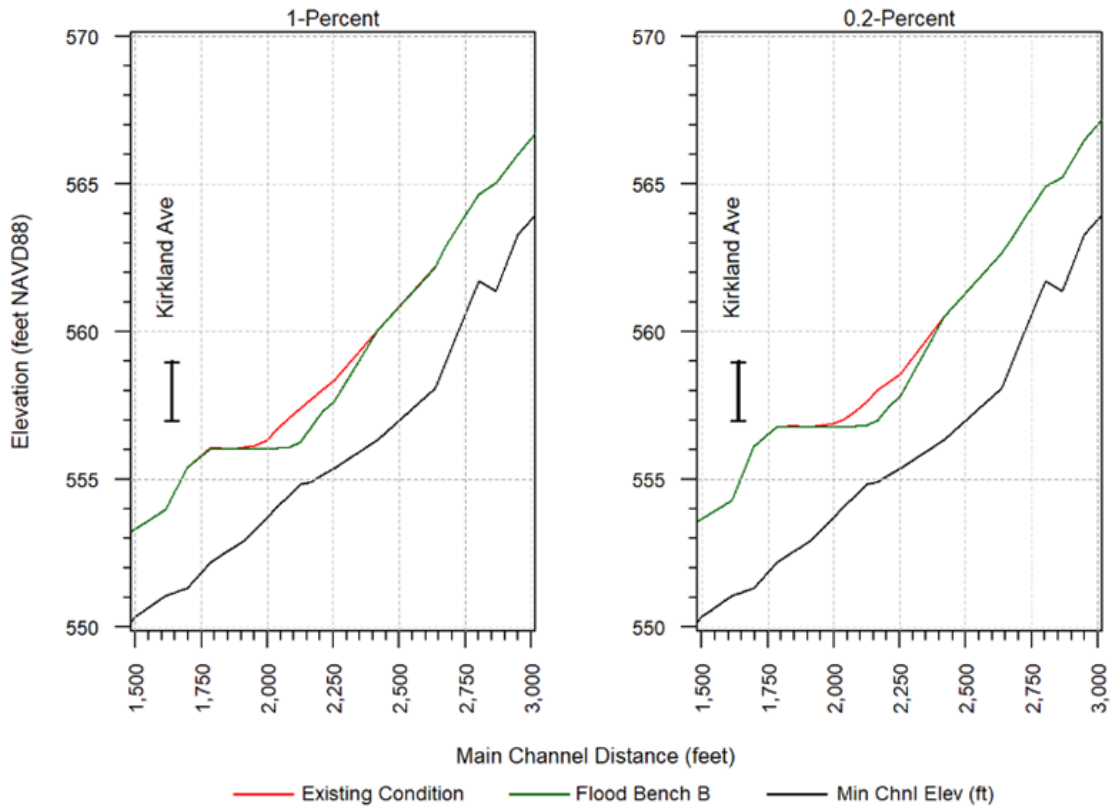 1-Percent
0.2-Percent
Elevation (feet NAVD88)
570
565
560
555
550
Kirkland Ave
1,500
1,750
2,000
2,250
2,500
2,750
3,000
570
565
560
555
550
Kirkland Ave
1,500
1,750
2,000
2,250
2,500
2,750
3,000
Main Channel Distance (feet)
Existing Condition
Flood Bench B
Min Chnl Elev (ft)